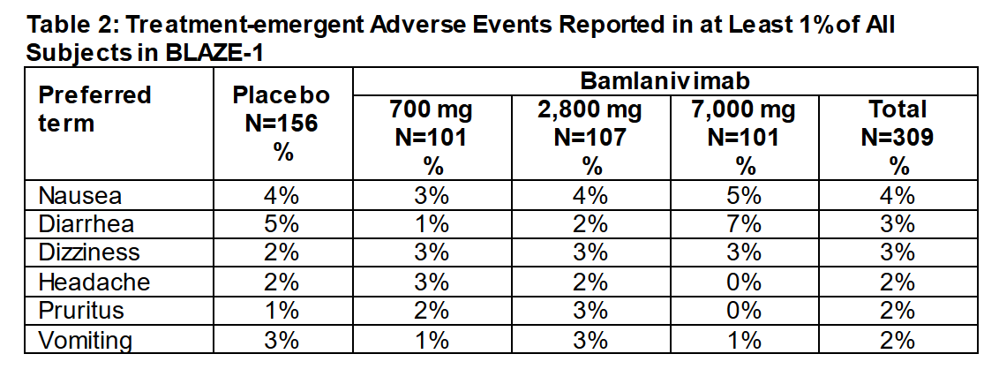 Table 2: Treatment-emergent Adverse Events Reported in at Least 1%of All
Subjects in BLAZE-1
Preferred term Placebo N=156 % Bamlanivimab
700 mg N=101 % 2,800 mg N=107 % 7,000 mg N=101 % Total N=309 %
Nausea 4% 3% 4% 5% 4%
Diarrhea 5% 1% 2% 7% 3%
Dizziness 2% 3% 3% 3% 3%
Headache 2% 3% 2% 0% 2%
Pruritus 1% 2% 3% 0% 2%
Vomiting 3% 1% 3% 1% 2%